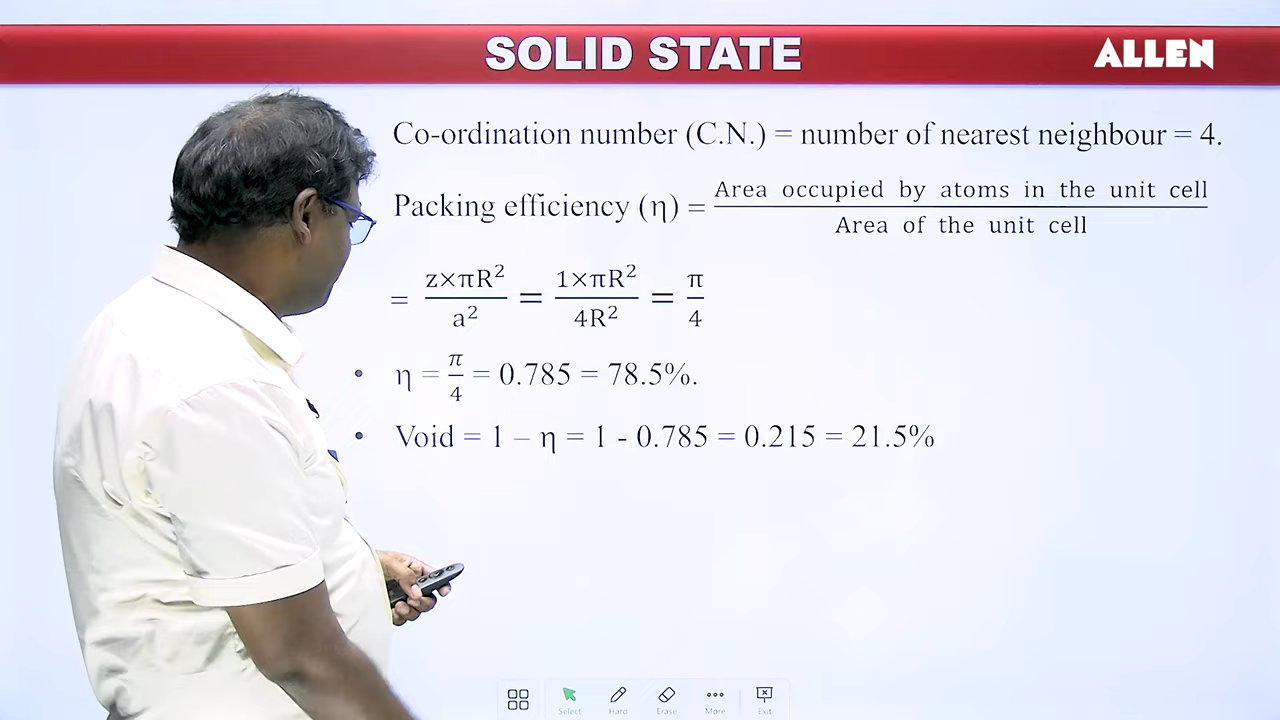 SOLID STATE
ALLEN
Co-ordination number (C.N.) = number of nearest neighbour = 4.
Packing efficiency (η) = Area occupied by atoms in the unit cell / Area of the unit cell
= z×πR² / a² = 1×πR² / 4R² = π / 4
• η = π / 4 = 0.785 = 78.5%.
• Void = 1 – η = 1 - 0.785 = 0.215 = 21.5%
Select Hard Erase More Exit